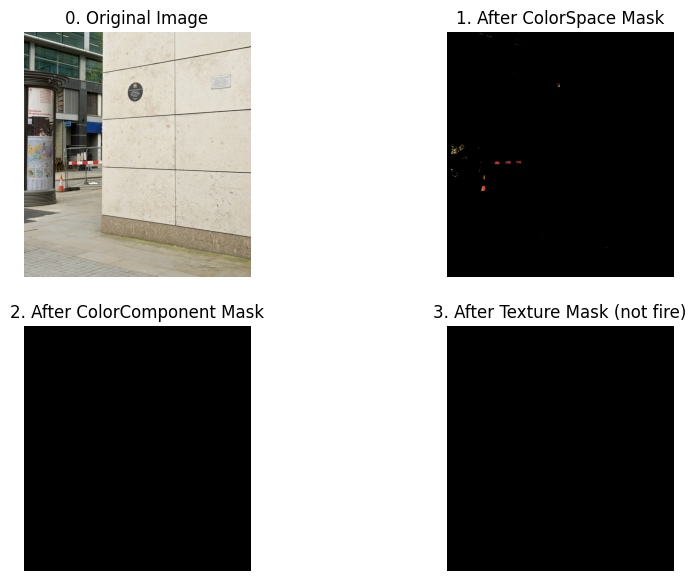 0. Original Image
1. After ColorSpace Mask
2. After ColorComponent Mask
3. After Texture Mask (not fire)